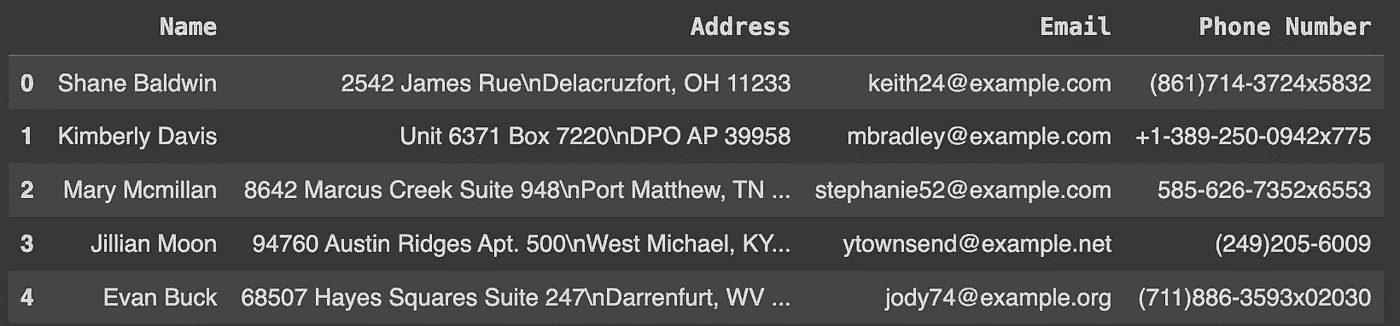 Name Address Email Phone Number
0 Shane Baldwin 2542 James Rue\nDelacruzfort, OH 11233 keith24@example.com (861)714-3724x5832
1 Kimberly Davis Unit 6371 Box 7220\nDPO AP 39958 mbradley@example.com +1-389-250-0942x775
2 Mary Mcmillan 8642 Marcus Creek Suite 948\nPort Matthew, TN ... stephanie52@example.com 585-626-7352x6553
3 Jillian Moon 94760 Austin Ridges Apt. 500\nWest Michael, KY... ytownsend@example.net (249)205-6009
4 Evan Buck 68507 Hayes Squares Suite 247\nDarrenfurt, WV ... jody74@example.org (711)886-3593x02030